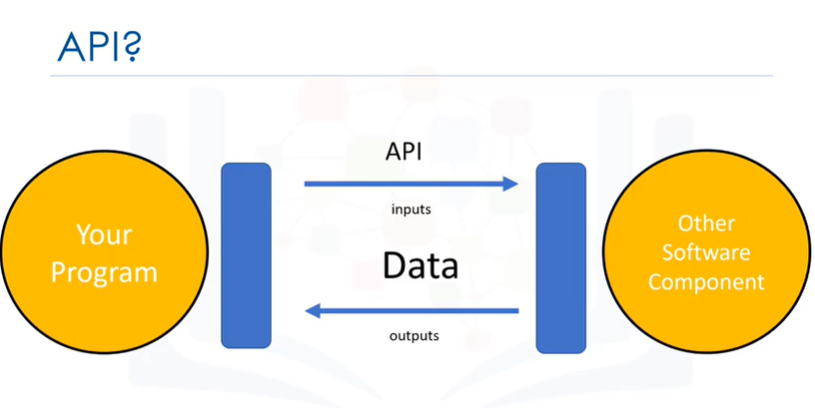 API?
API
inputs
Your
Program
Data
Other
Software
Component
outputs